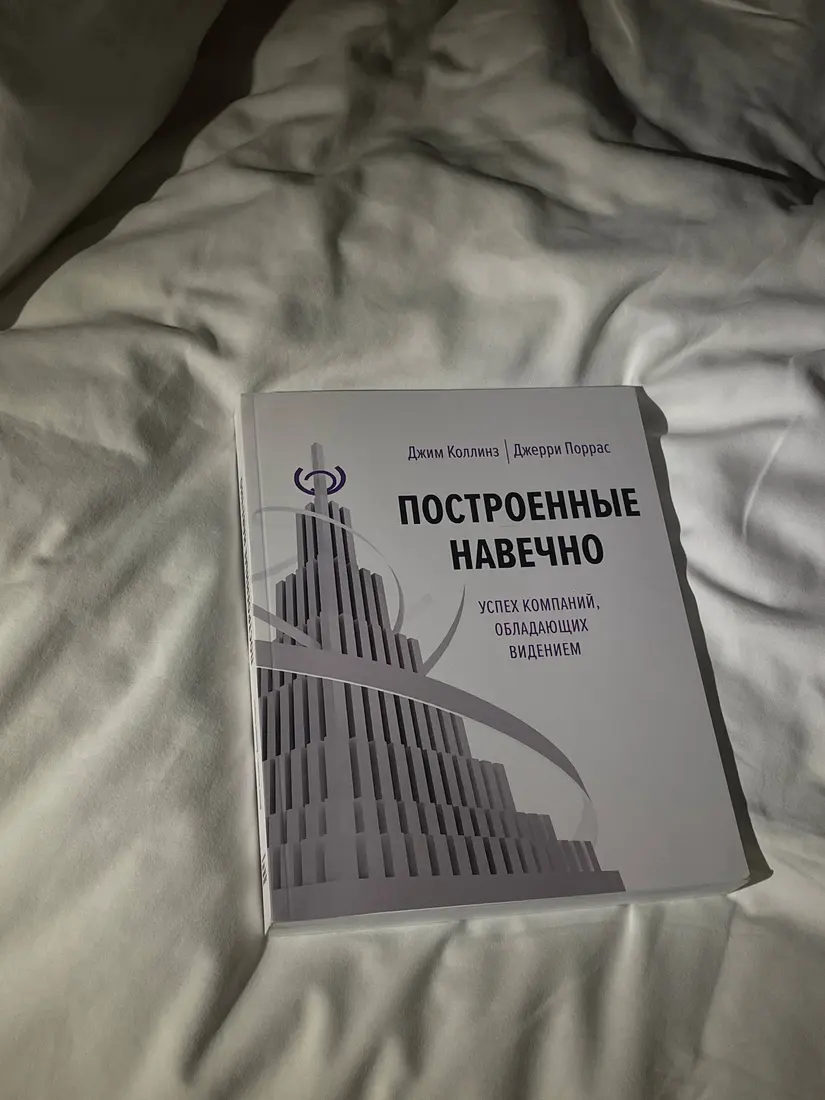 Джим Коллинз | Джерри Поррас
ПОСТРОЕННЫЕ
НАВЕЧНО
УСПЕХ КОМПАНИЙ,
ОБЛАДАЮЩИХ
ВИДЕНИЕМ